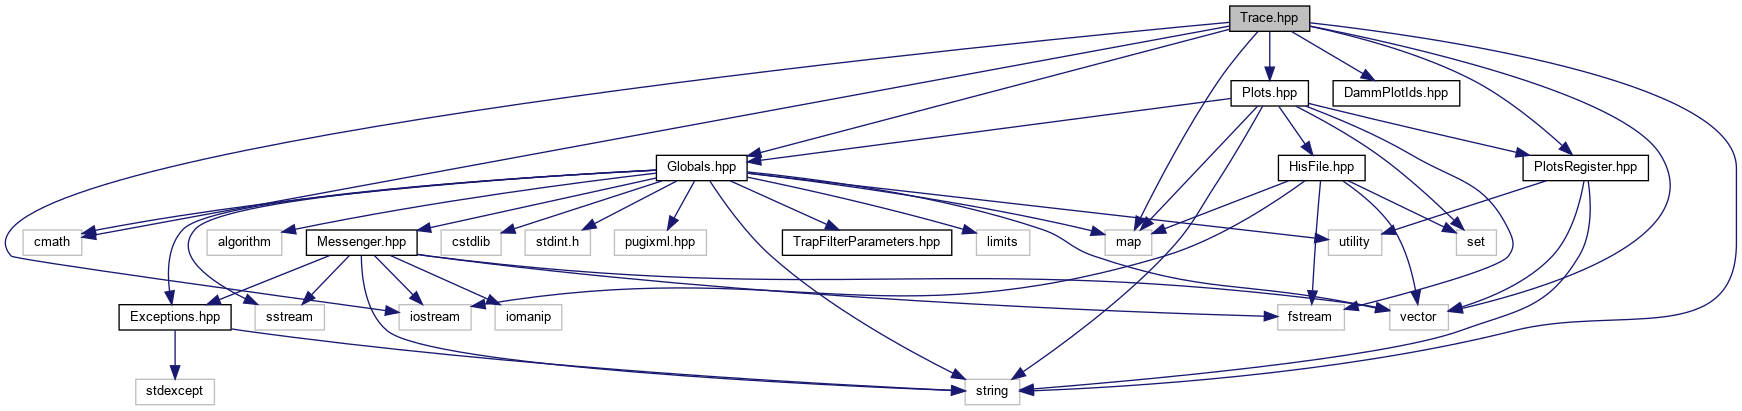 Trace.hpp
Plots.hpp
DammPlotIds.hpp
Globals.hpp
HisFile.hpp
PlotsRegister.hpp
cmath
algorithm
Messenger.hpp
cstdlib
stdint.h
pugixml.hpp
TrapFilterParameters.hpp
limits
map
utility
set
Exceptions.hpp
sstream
iostream
iomanip
fstream
vector
stdexcept
string